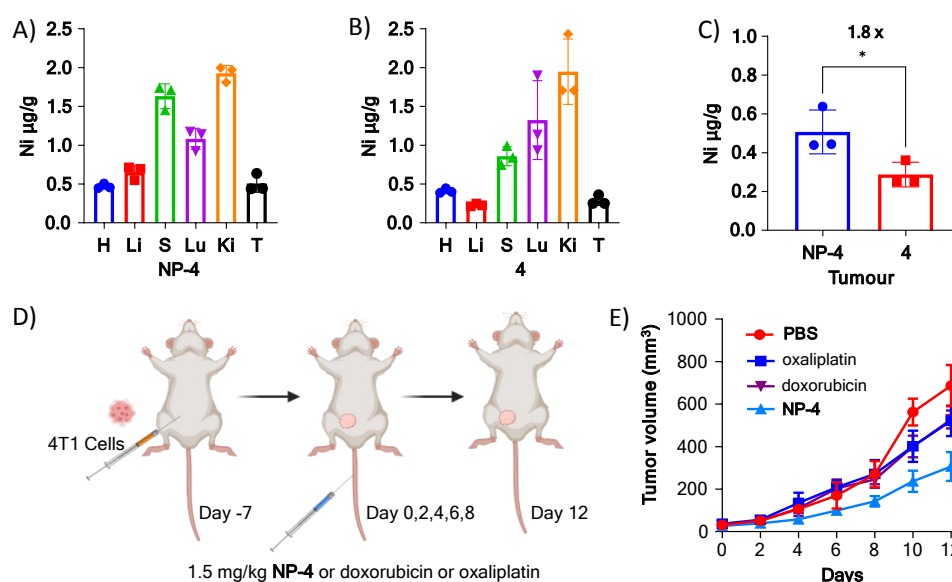 A)
Ni µg/g
2.5
2.0
1.5
1.0
0.5
0.0
H Li S Lu Ki T
NP-4
B)
Ni µg/g
2.5
2.0
1.5
1.0
0.5
0.0
H Li S Lu Ki T
4
C)
1.8 x
*
Ni µg/g
1.0
0.8
0.6
0.4
0.2
0.0
NP-4 4
Tumour
D)
4T1 Cells
Day -7
Day 0,2,4,6,8
Day 12
1.5 mg/kg NP-4 or doxorubicin or oxaliplatin
E)
Tumor volume (mm³)
1000
800
600
400
200
0
PBS
oxaliplatin
doxorubicin
NP-4
0 2 4 6 8 10 12
Days